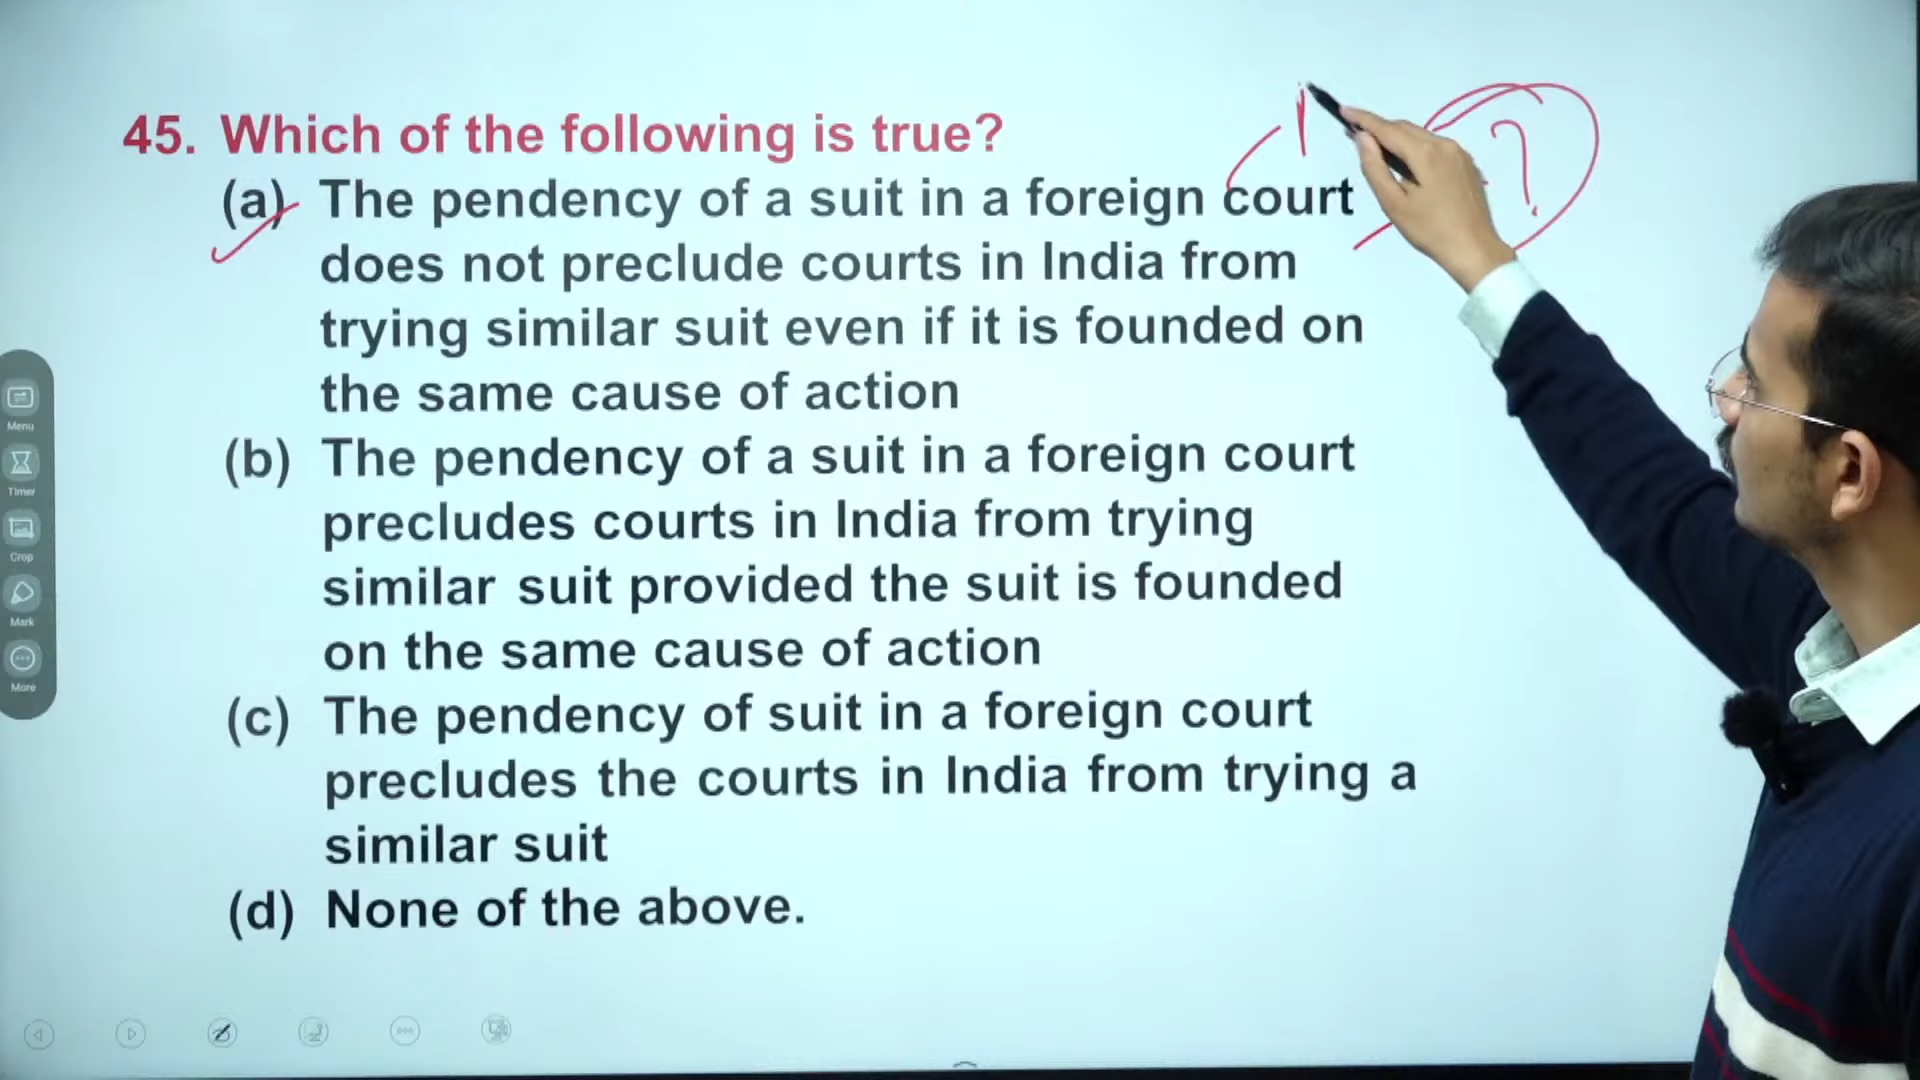 45. Which of the following is true?
(a) The pendency of a suit in a foreign court
does not preclude courts in India from
trying similar suit even if it is founded on
the same cause of action
(b) The pendency of a suit in a foreign court
precludes courts in India from trying
similar suit provided the suit is founded
on the same cause of action
(c) The pendency of suit in a foreign court
precludes the courts in India from trying a
similar suit
(d) None of the above.
Menu
Timer
Crop
Mark
More
?